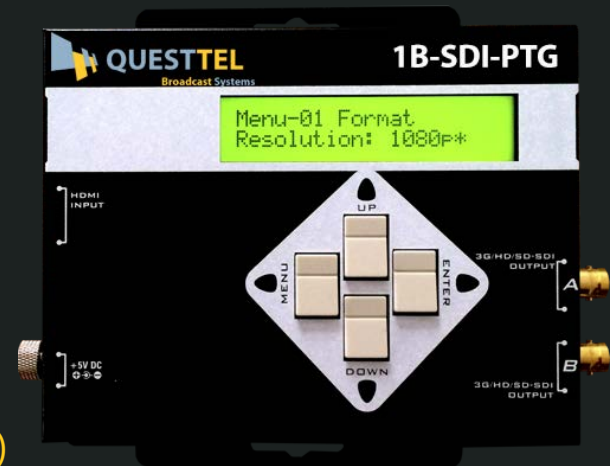 QUESTTEL
Broadcast Systems
1B-SDI-PTG
Menu-01 Format
Resolution: 1080p*
HDMI
INPUT
UP
MENU
ENTER
DOWN
3G/HD/SD-SDI
OUTPUT
A
+5V DC
B
3G/HD/SD-SDI
OUTPUT